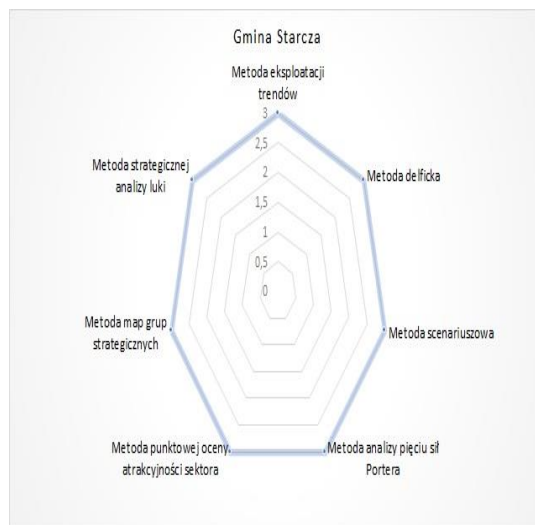 Gmina Starcza
Metoda eksploatacji
trendów
3
2,5
2
1,5
1
0,5
0
Metoda delficka
Metoda scenariuszowa
Metoda analizy pięciu sił
Portera
Metoda punktowej oceny
atrakcyjności sektora
Metoda map grup
strategicznych
Metoda strategicznej
analizy luki